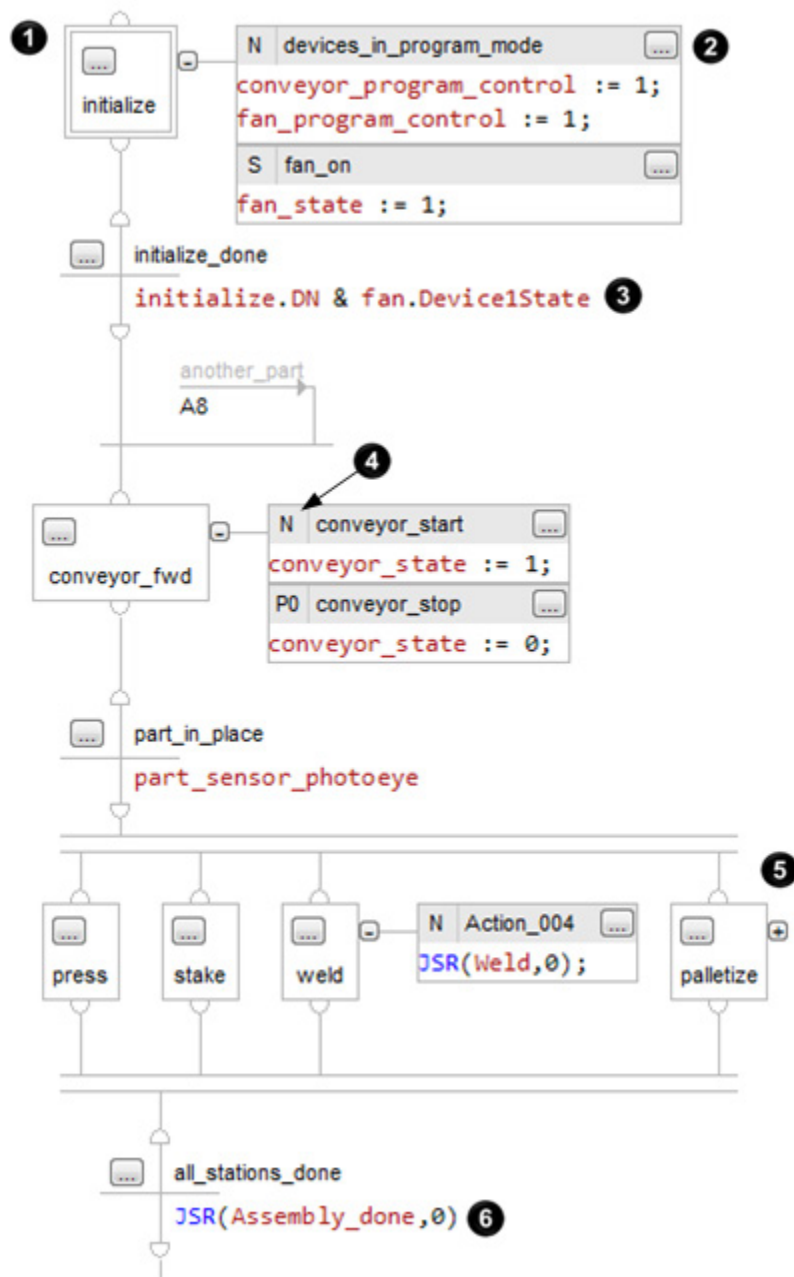 1
...
initialize
-
N devices_in_program_mode ...
2
conveyor_program_control := 1;
fan_program_control := 1;
S fan_on ...
fan_state := 1;
... initialize_done
initialize.DN & fan.Device1State 3
another_part
A8
4
...
conveyor_fwd
-
N conveyor_start ...
conveyor_state := 1;
P0 conveyor_stop ...
conveyor_state := 0;
... part_in_place
part_sensor_photoeye
5
...
press
...
stake
...
weld
-
N Action_004 ...
JSR(Weld,0);
...
palletize
+
... all_stations_done
JSR(Assembly_done,0) 6